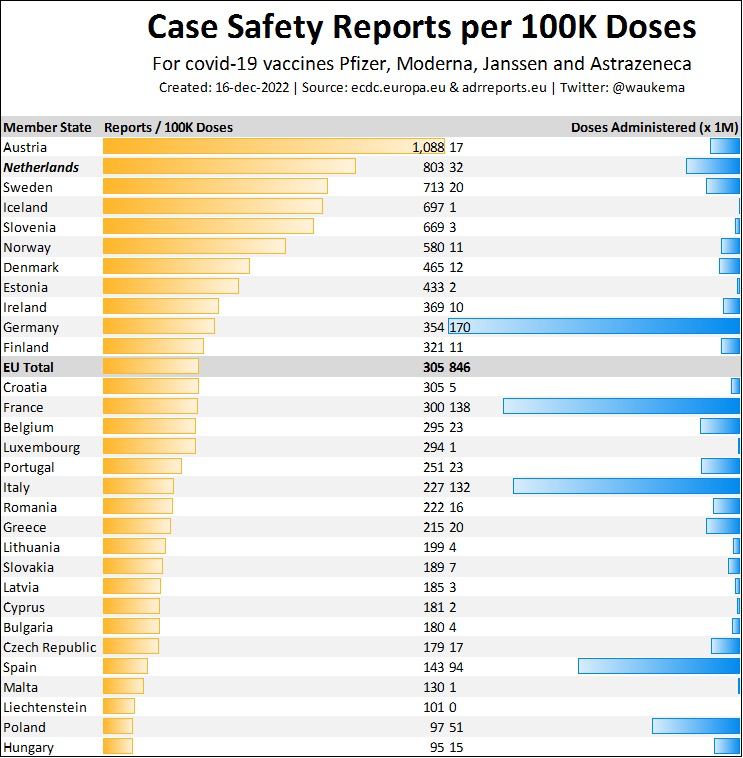 Case Safety Reports per 100K Doses
For covid-19 vaccines Pfizer, Moderna, Janssen and Astrazeneca
Created: 16-dec-2022 | Source: ecdc.europa.eu & adrreports.eu | Twitter: @waukema
Member State Reports / 100K Doses Doses Administered (x 1M)
Austria 1,088 17
Netherlands 803 32
Sweden 713 20
Iceland 697 1
Slovenia 669 3
Norway 580 11
Denmark 465 12
Estonia 433 2
Ireland 369 10
Germany 354 170
Finland 321 11
EU Total 305 846
Croatia 305 5
France 300 138
Belgium 295 23
Luxembourg 294 1
Portugal 251 23
Italy 227 132
Romania 222 16
Greece 215 20
Lithuania 199 4
Slovakia 189 7
Latvia 185 3
Cyprus 181 2
Bulgaria 180 4
Czech Republic 179 17
Spain 143 94
Malta 130 1
Liechtenstein 101 0
Poland 97 51
Hungary 95 15